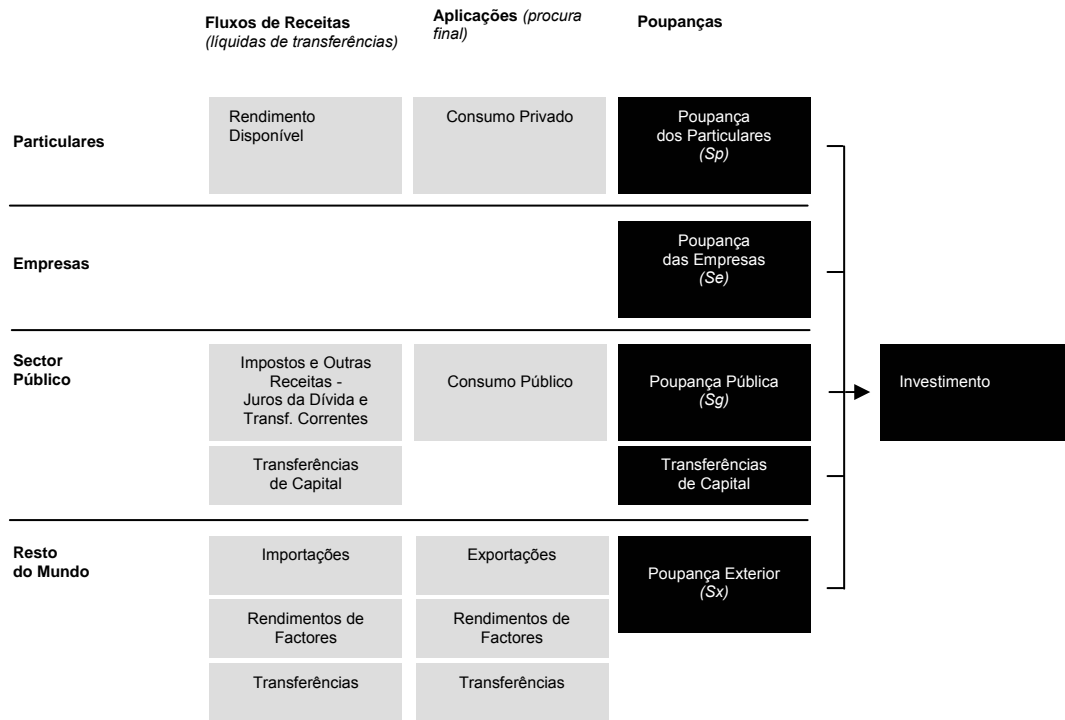 Fluxos de Receitas
(líquidas de transferências)
Aplicações (procura
final)
Poupanças
Particulares
Rendimento
Disponível
Consumo Privado
Poupança
dos Particulares
(Sp)
Empresas
Poupança
das Empresas
(Se)
Sector
Público
Impostos e Outras
Receitas -
Juros da Dívida e
Transf. Correntes
Consumo Público
Poupança Pública
(Sg)
Investimento
Transferências
de Capital
Transferências
de Capital
Resto
do Mundo
Importações
Exportações
Poupança Exterior
(Sx)
Rendimentos de
Factores
Rendimentos de
Factores
Transferências
Transferências